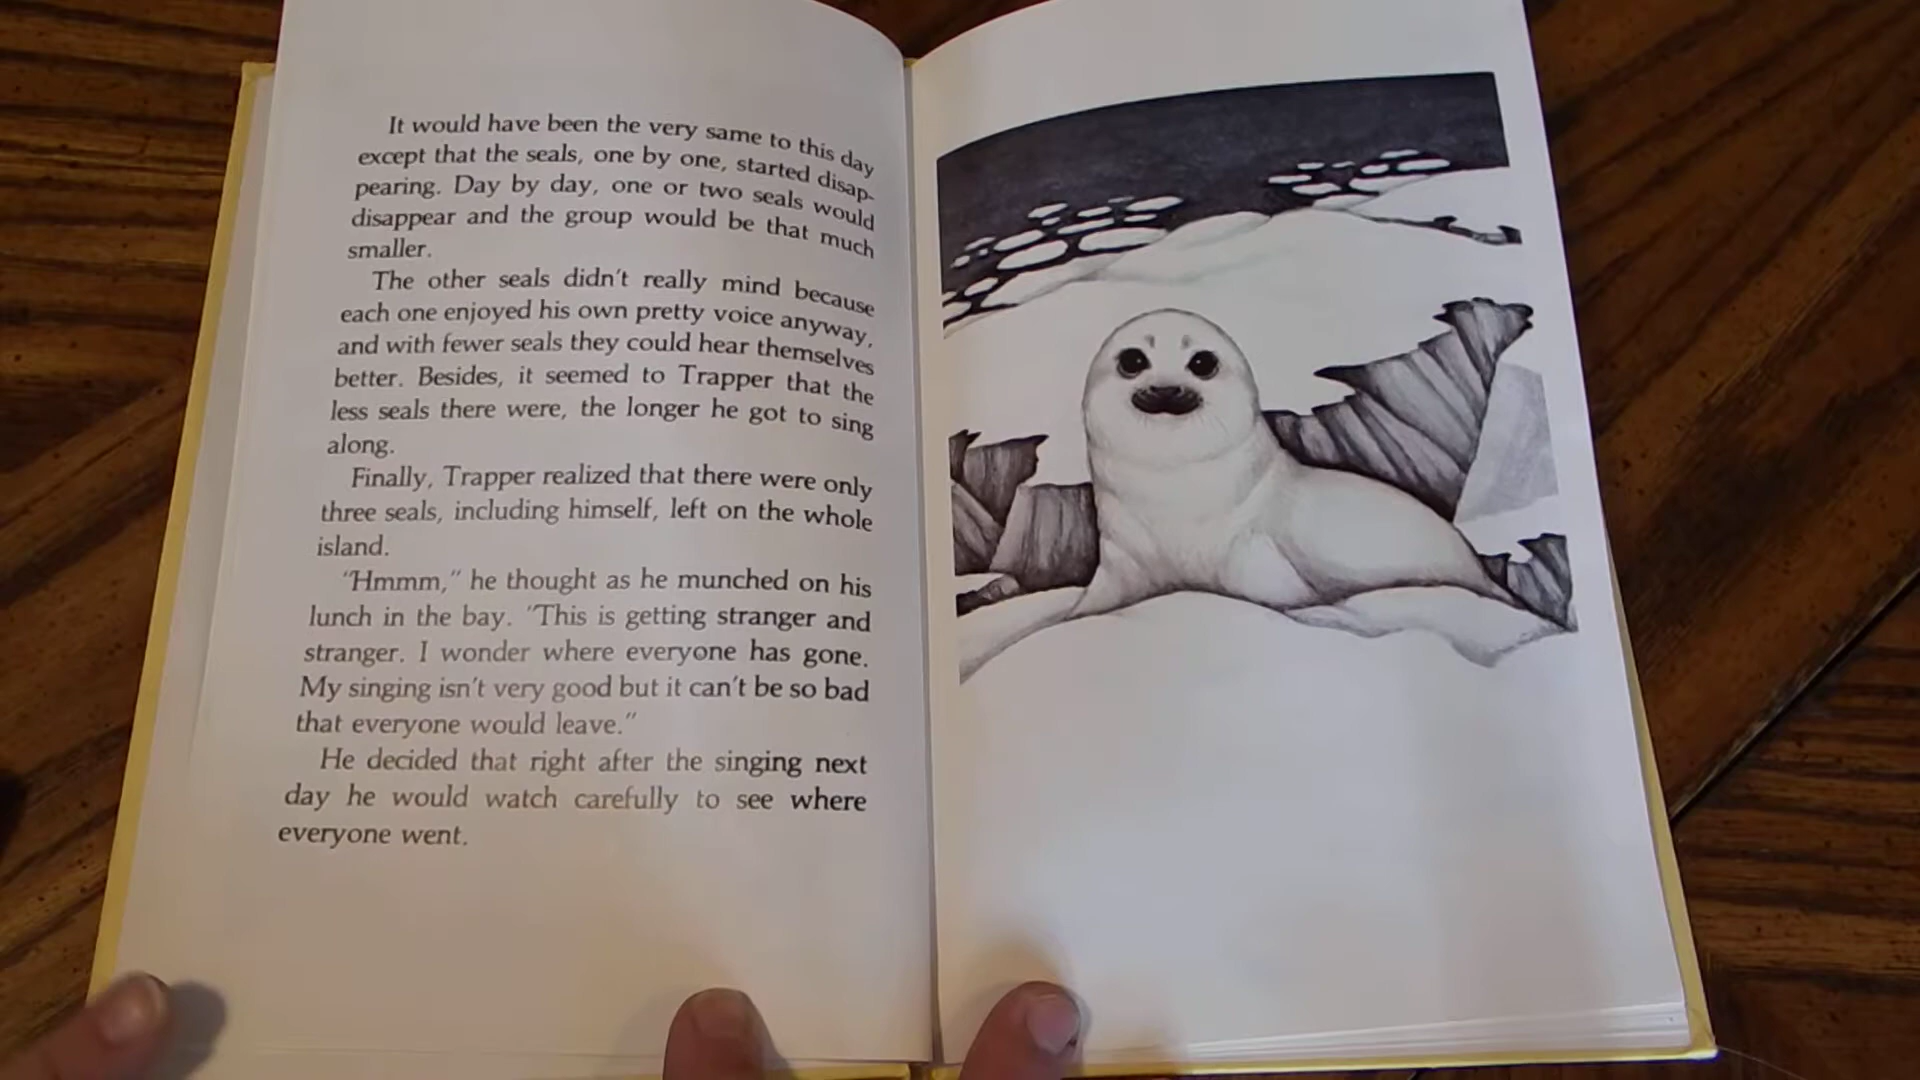 It would have been the very same to this day
except that the seals, one by one, started disap-
pearing. Day by day, one or two seals would
disappear and the group would be that much
smaller.
The other seals didn't really mind because
each one enjoyed his own pretty voice anyway,
and with fewer seals they could hear themselves
better. Besides, it seemed to Trapper that the
less seals there were, the longer he got to sing
along.
Finally, Trapper realized that there were only
three seals, including himself, left on the whole
island.
"Hmmm," he thought as he munched on his
lunch in the bay. "This is getting stranger and
stranger. I wonder where everyone has gone.
My singing isn't very good but it can't be so bad
that everyone would leave."
He decided that right after the singing next
day he would watch carefully to see where
everyone went.